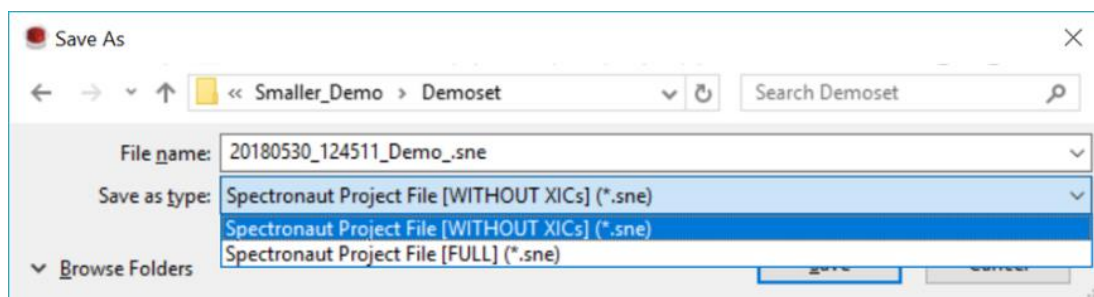 Save As
« Smaller_Demo › Demoset
Search Demoset
File name: 20180530_124511_Demo_.sne
Save as type: Spectronaut Project File [WITHOUT XICs] (*.sne)
Spectronaut Project File [WITHOUT XICs] (*.sne)
Spectronaut Project File [FULL] (*.sne)
Browse Folders